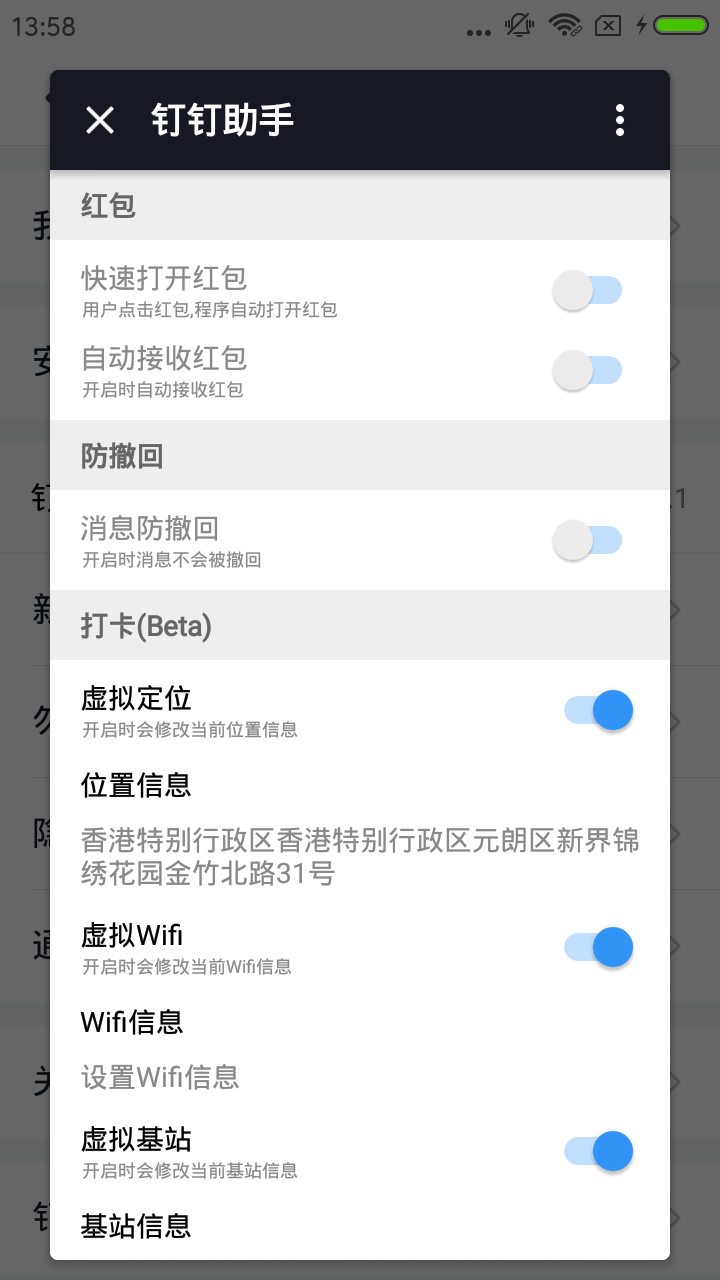 13:58
钉钉助手
红包
快速打开红包
用户点击红包,程序自动打开红包
自动接收红包
开启时自动接收红包
防撤回
消息防撤回
开启时消息不会被撤回
打卡(Beta)
虚拟定位
开启时会修改当前位置信息
位置信息
香港特别行政区香港特别行政区元朗区新界锦
绣花园金竹北路31号
虚拟Wifi
开启时会修改当前Wifi信息
Wifi信息
设置Wifi信息
虚拟基站
开启时会修改当前基站信息
基站信息